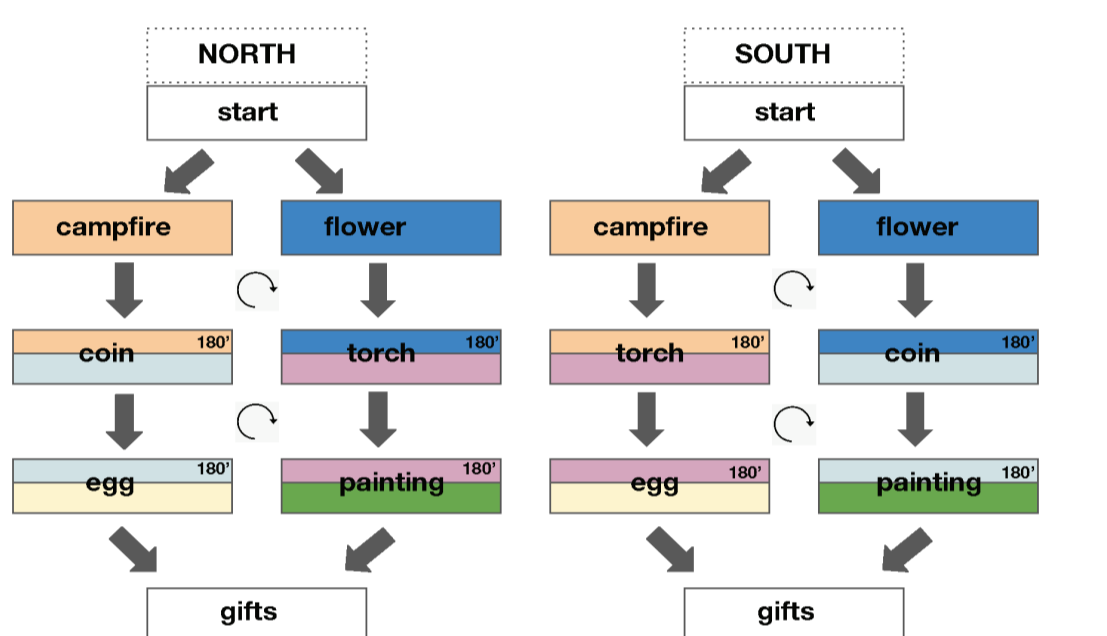 NORTH
start
campfire
flower
coin 180’
torch 180’
egg 180’
painting 180’
gifts
SOUTH
start
campfire
flower
torch 180’
coin 180’
egg 180’
painting 180’
gifts